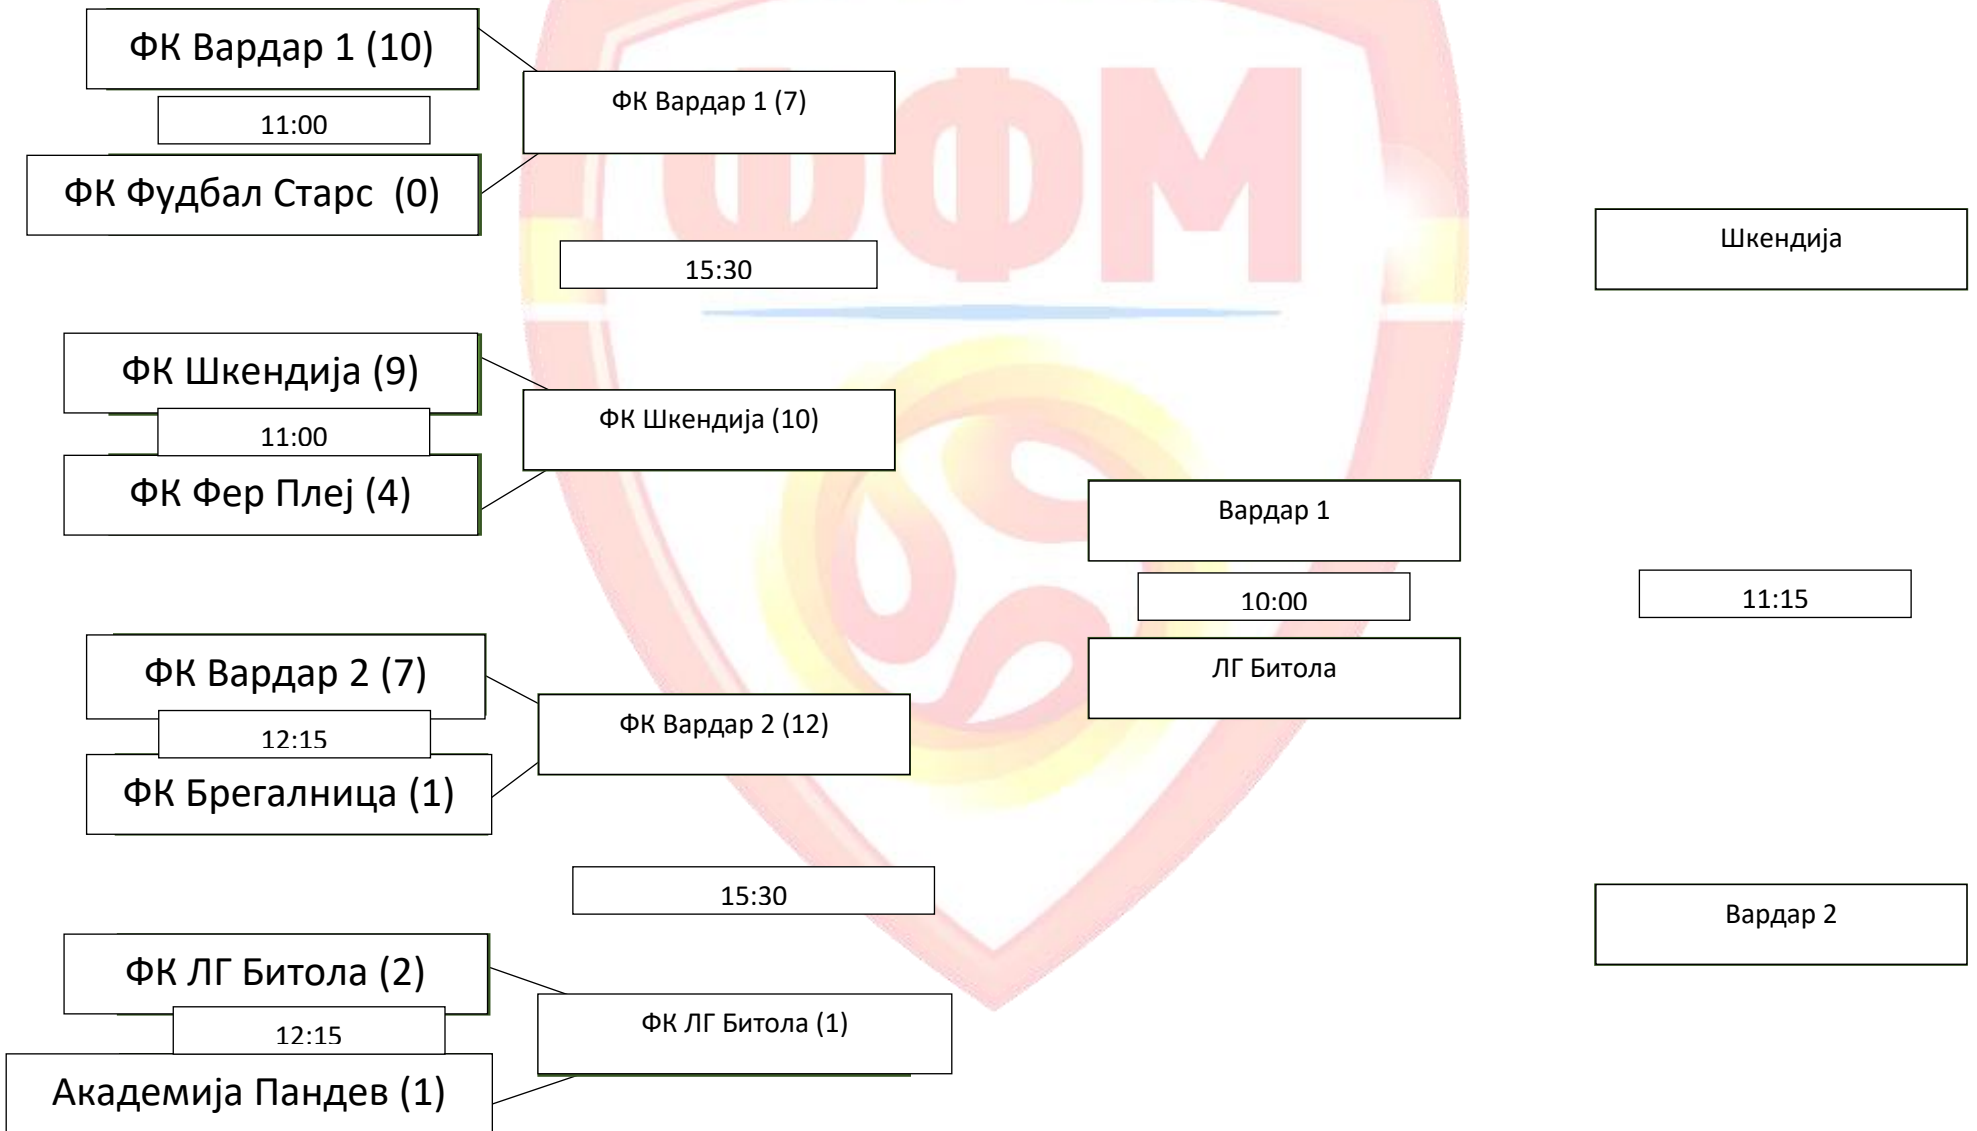 ФК Вардар 1 (10)
11:00
ФК Фудбал Старс (0)
ФК Вардар 1 (7)
15:30
ФК Шкендија (9)
11:00
ФК Фер Плеј (4)
ФК Шкендија (10)
ФК Вардар 2 (7)
12:15
ФК Брегалница (1)
ФК Вардар 2 (12)
15:30
ФК ЛГ Битола (2)
12:15
Академија Пандев (1)
ФК ЛГ Битола (1)
Вардар 1
10:00
ЛГ Битола
Шкендија
11:15
Вардар 2
ФФМ